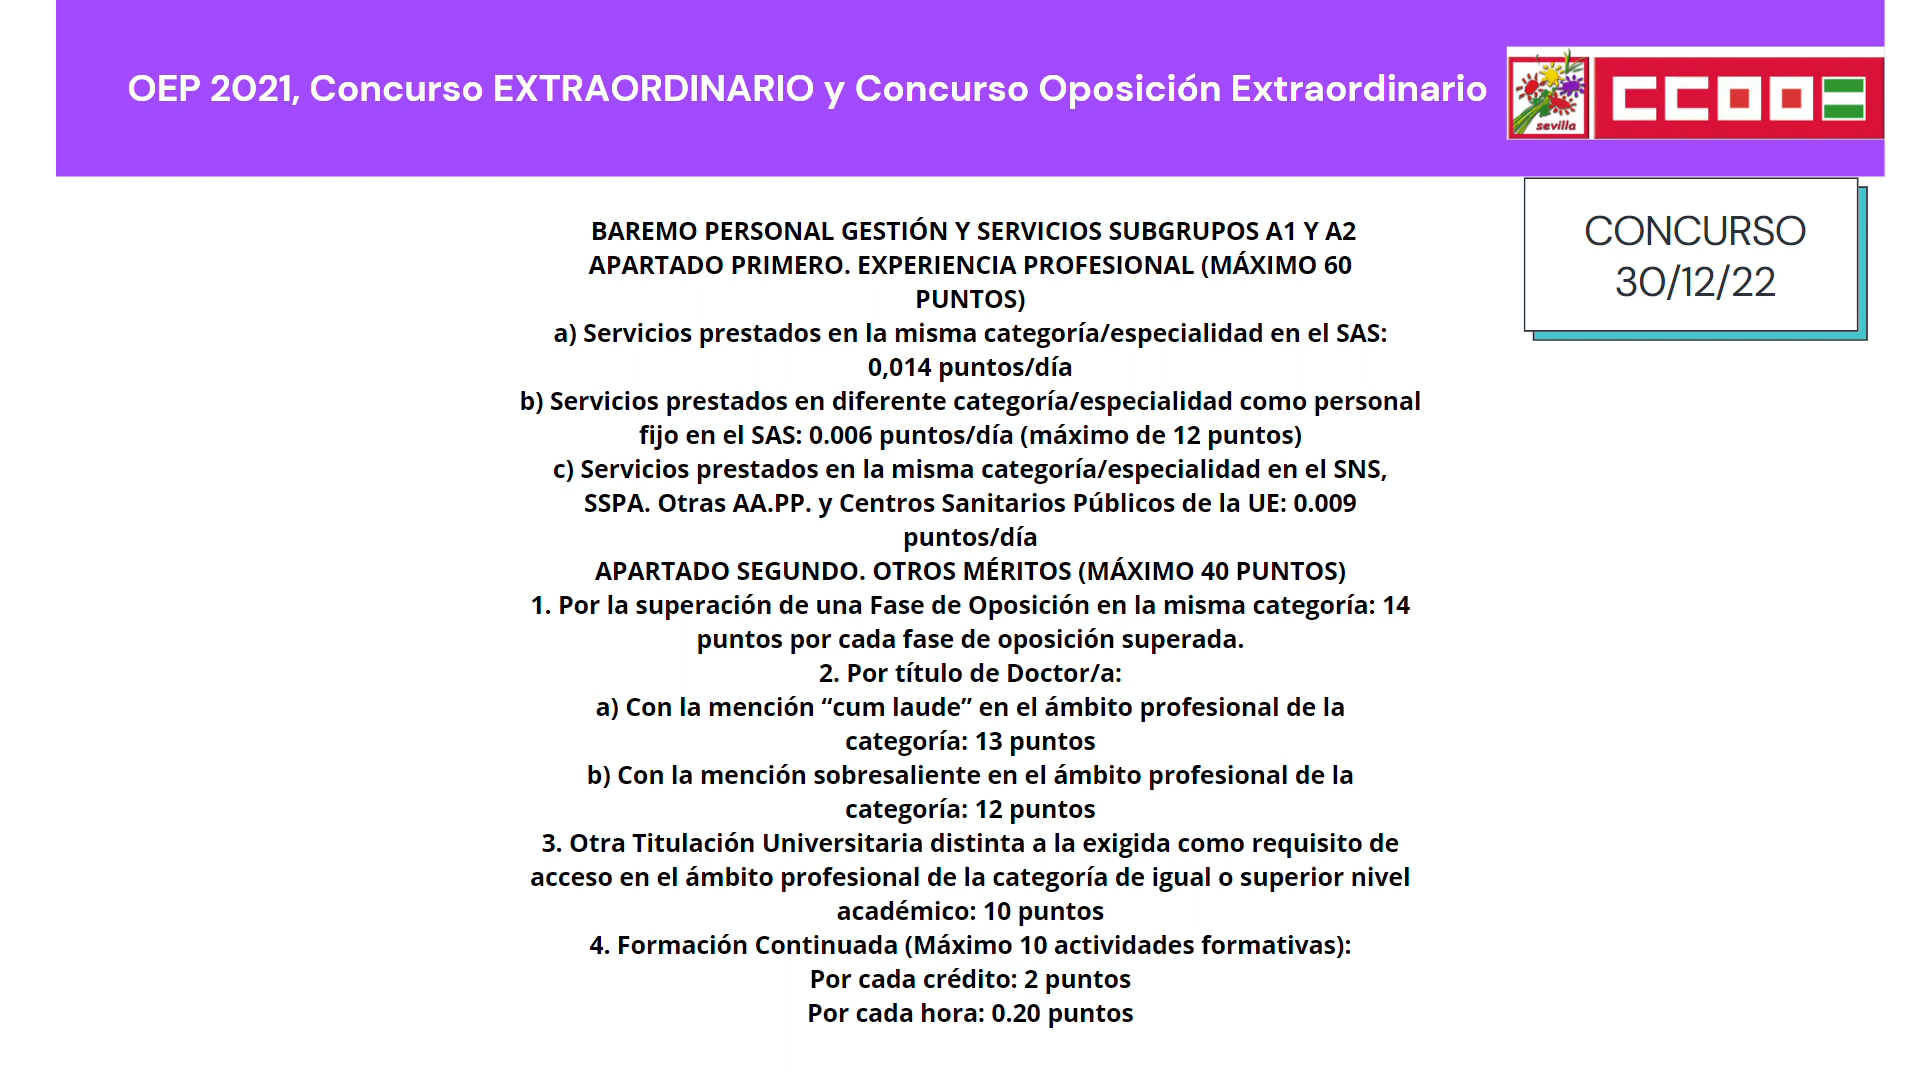 OEP 2021, Concurso EXTRAORDINARIO y Concurso Oposición Extraordinario
sevilla
CCOO
CONCURSO
30/12/22
BAREMO PERSONAL GESTIÓN Y SERVICIOS SUBGRUPOS A1 Y A2
APARTADO PRIMERO. EXPERIENCIA PROFESIONAL (MÁXIMO 60
PUNTOS)
a) Servicios prestados en la misma categoría/especialidad en el SAS:
0,014 puntos/día
b) Servicios prestados en diferente categoría/especialidad como personal
fijo en el SAS: 0.006 puntos/día (máximo de 12 puntos)
c) Servicios prestados en la misma categoría/especialidad en el SNS,
SSPA. Otras AA.PP. y Centros Sanitarios Públicos de la UE: 0.009
puntos/día
APARTADO SEGUNDO. OTROS MÉRITOS (MÁXIMO 40 PUNTOS)
1. Por la superación de una Fase de Oposición en la misma categoría: 14
puntos por cada fase de oposición superada.
2. Por título de Doctor/a:
a) Con la mención “cum laude” en el ámbito profesional de la
categoría: 13 puntos
b) Con la mención sobresaliente en el ámbito profesional de la
categoría: 12 puntos
3. Otra Titulación Universitaria distinta a la exigida como requisito de
acceso en el ámbito profesional de la categoría de igual o superior nivel
académico: 10 puntos
4. Formación Continuada (Máximo 10 actividades formativas):
Por cada crédito: 2 puntos
Por cada hora: 0.20 puntos